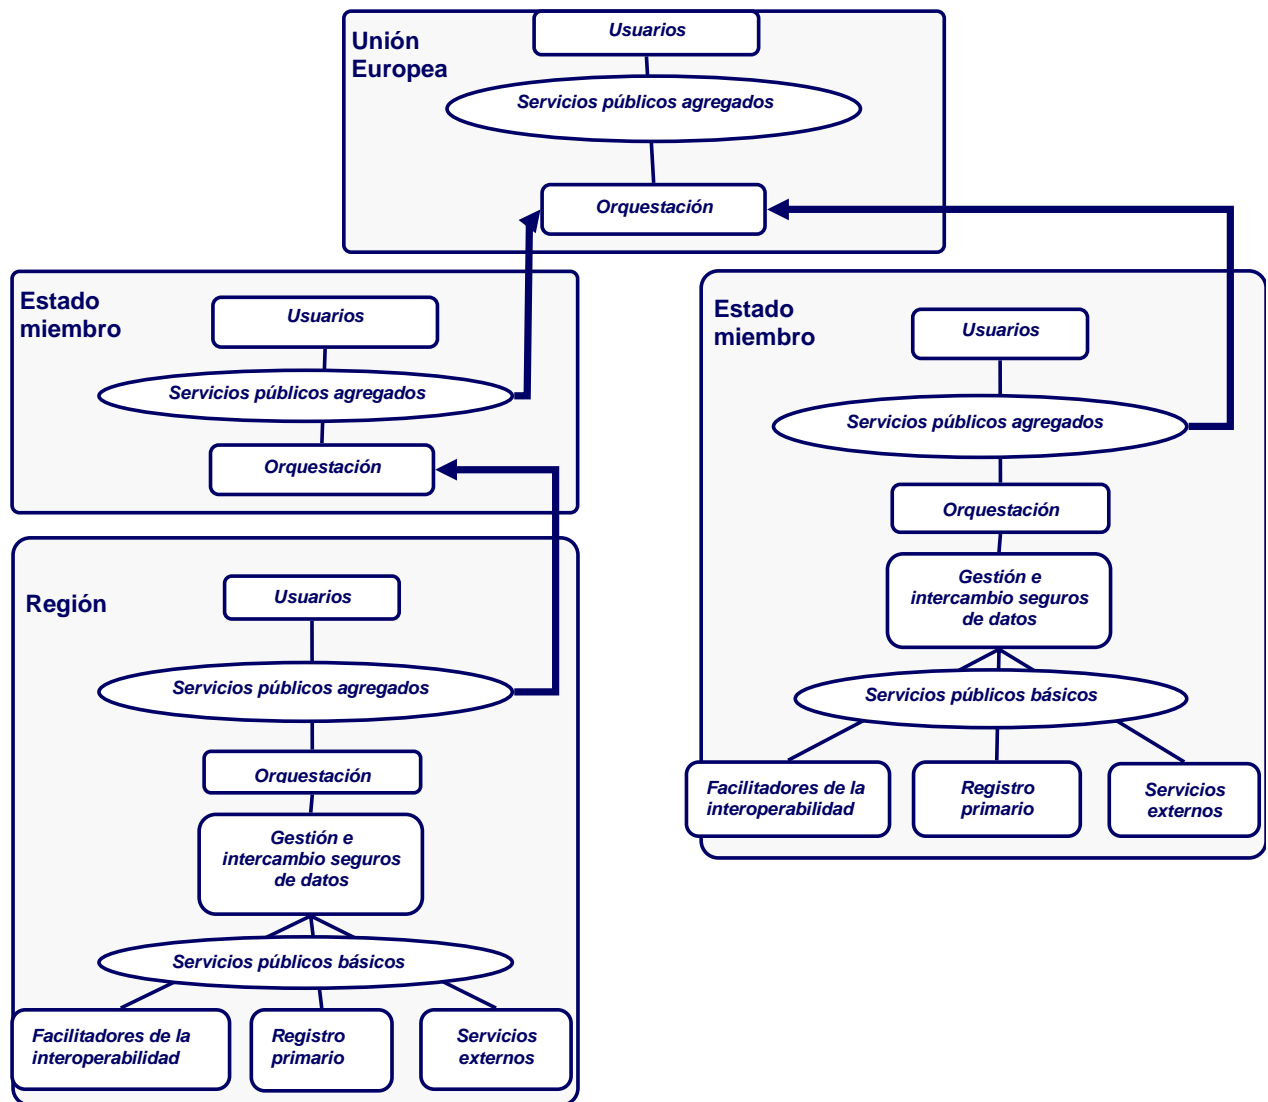 Unión
Europea
Usuarios
Servicios públicos agregados
Orquestación
Estado
miembro
Usuarios
Servicios públicos agregados
Orquestación
Región
Usuarios
Servicios públicos agregados
Orquestación
Gestión e
intercambio seguros
de datos
Servicios públicos básicos
Facilitadores de la
interoperabilidad
Registro
primario
Servicios
externos
Estado
miembro
Usuarios
Servicios públicos agregados
Orquestación
Gestión e
intercambio seguros
de datos
Servicios públicos básicos
Facilitadores de la
interoperabilidad
Registro
primario
Servicios
externos